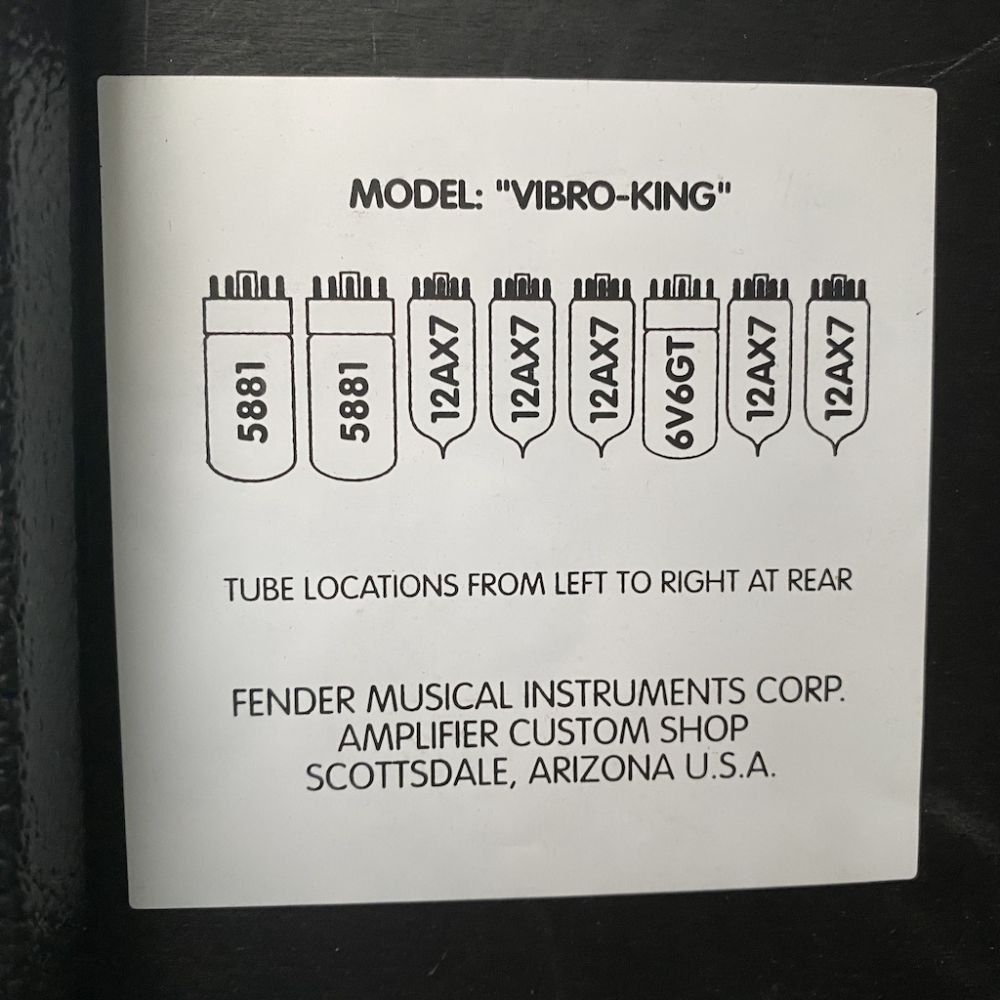 MODEL: "VIBRO-KING"
5881 5881 12AX7 12AX7 12AX7 6V6GT 12AX7 12AX7
TUBE LOCATIONS FROM LEFT TO RIGHT AT REAR
FENDER MUSICAL INSTRUMENTS CORP.
AMPLIFIER CUSTOM SHOP
SCOTTSDALE, ARIZONA U.S.A.